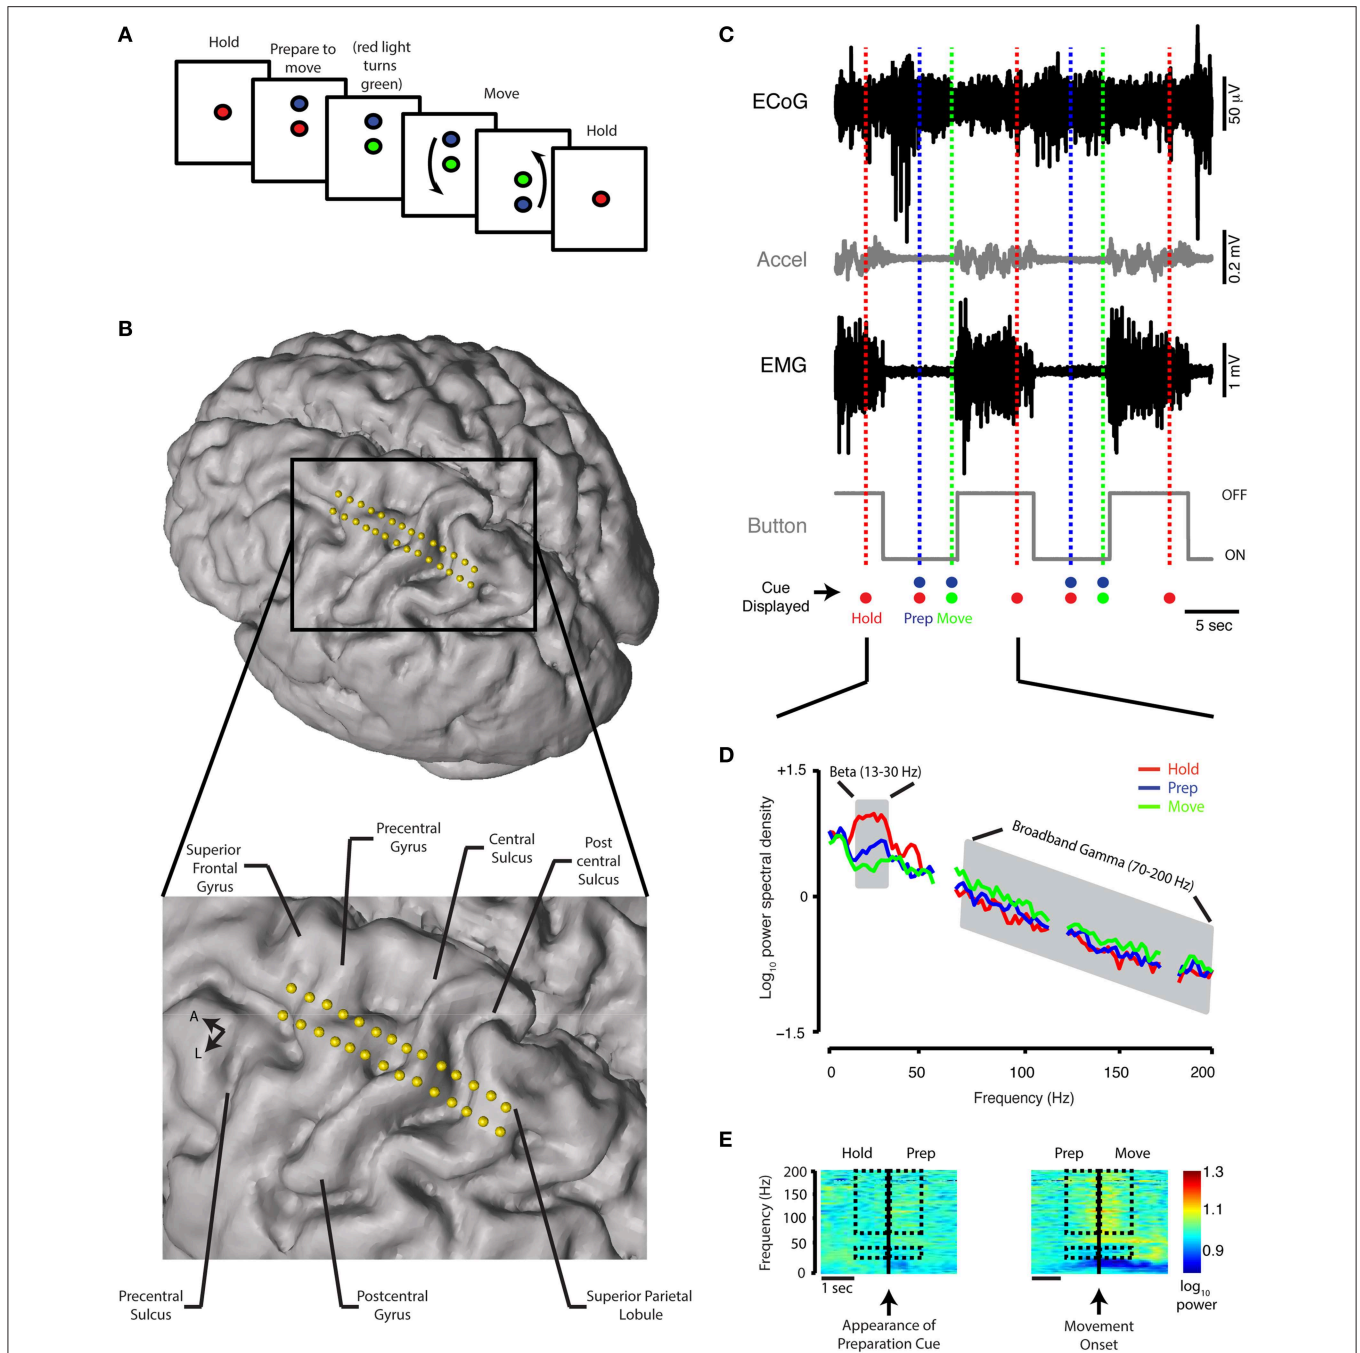 A
Hold
Prepare to
move
(red light
turns
green)
Move
Hold
B
Superior
Frontal
Gyrus
Precentral
Gyrus
Central
Sulcus
Post
central
Sulcus
A
L
Precentral
Sulcus
Postcentral
Gyrus
Superior Parietal
Lobule
C
ECoG
50 µV
Accel
0.2 mV
EMG
1 mV
Button
OFF
ON
Cue
Displayed
Hold
Prep
Move
5 sec
D
+1.5
0
−1.5
Log10 power spectral density
Beta (13-30 Hz)
Hold
Prep
Move
Broadband Gamma (70-200 Hz)
0
50
100
150
200
Frequency (Hz)
E
Hold
Prep
Prep
Move
Frequency (Hz)
200
150
100
50
0
1 sec
1.3
1.1
0.9
log10
power
Appearance of
Preparation Cue
Movement
Onset